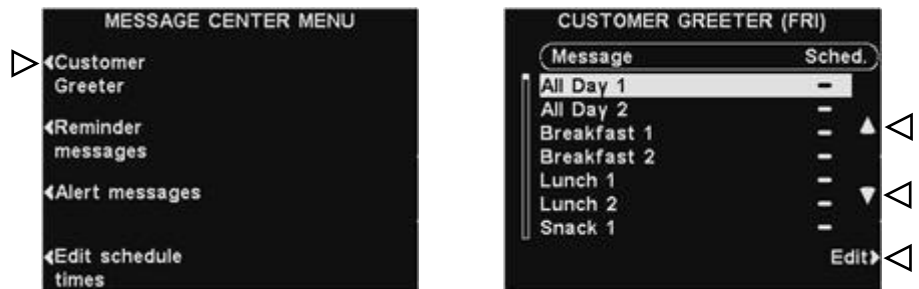 MESSAGE CENTER MENU
Customer
Greeter
Reminder
messages
Alert messages
Edit schedule
times
CUSTOMER GREETER (FRI)
Message Sched.
All Day 1 –
All Day 2 –
Breakfast 1 –
Breakfast 2 –
Lunch 1 –
Lunch 2 –
Snack 1 –
Edit